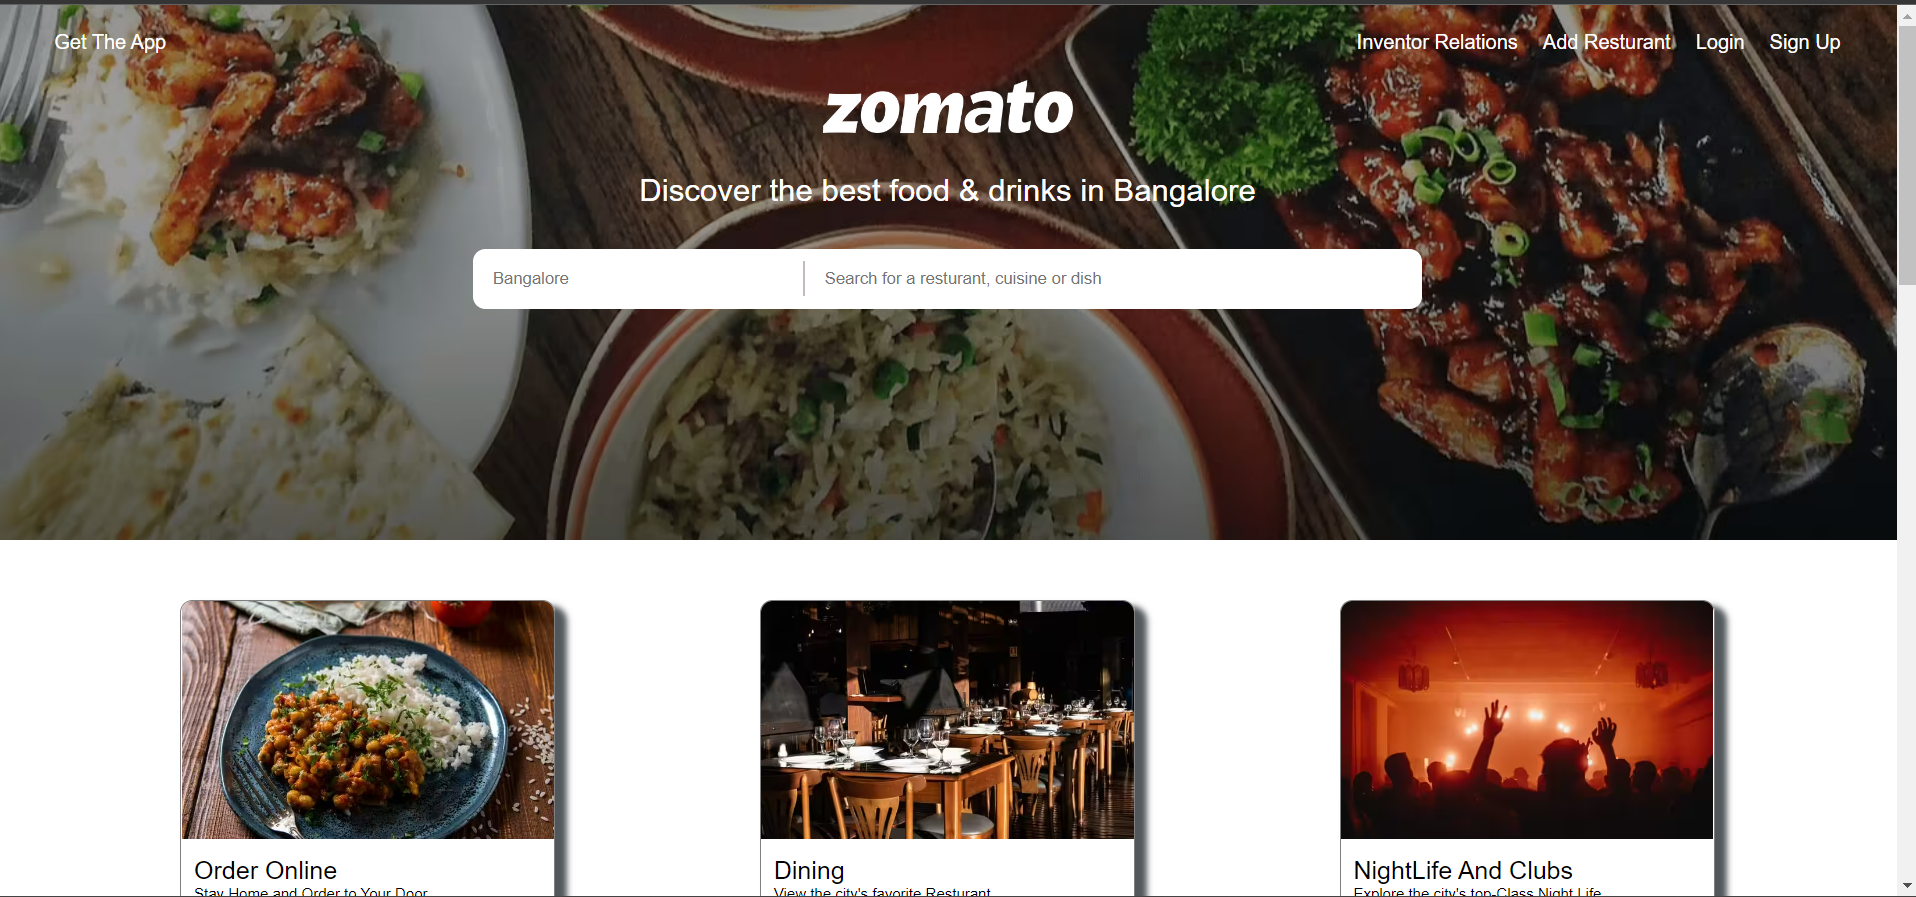 Get The App
Inventor Relations Add Resturant Login Sign Up
zomato
Discover the best food & drinks in Bangalore
Bangalore
Search for a resturant, cuisine or dish
Order Online
Stay Home and Order to Your Door
Dining
View the city's favorite Resturant
NightLife And Clubs
Explore the city's top-Class Night Life